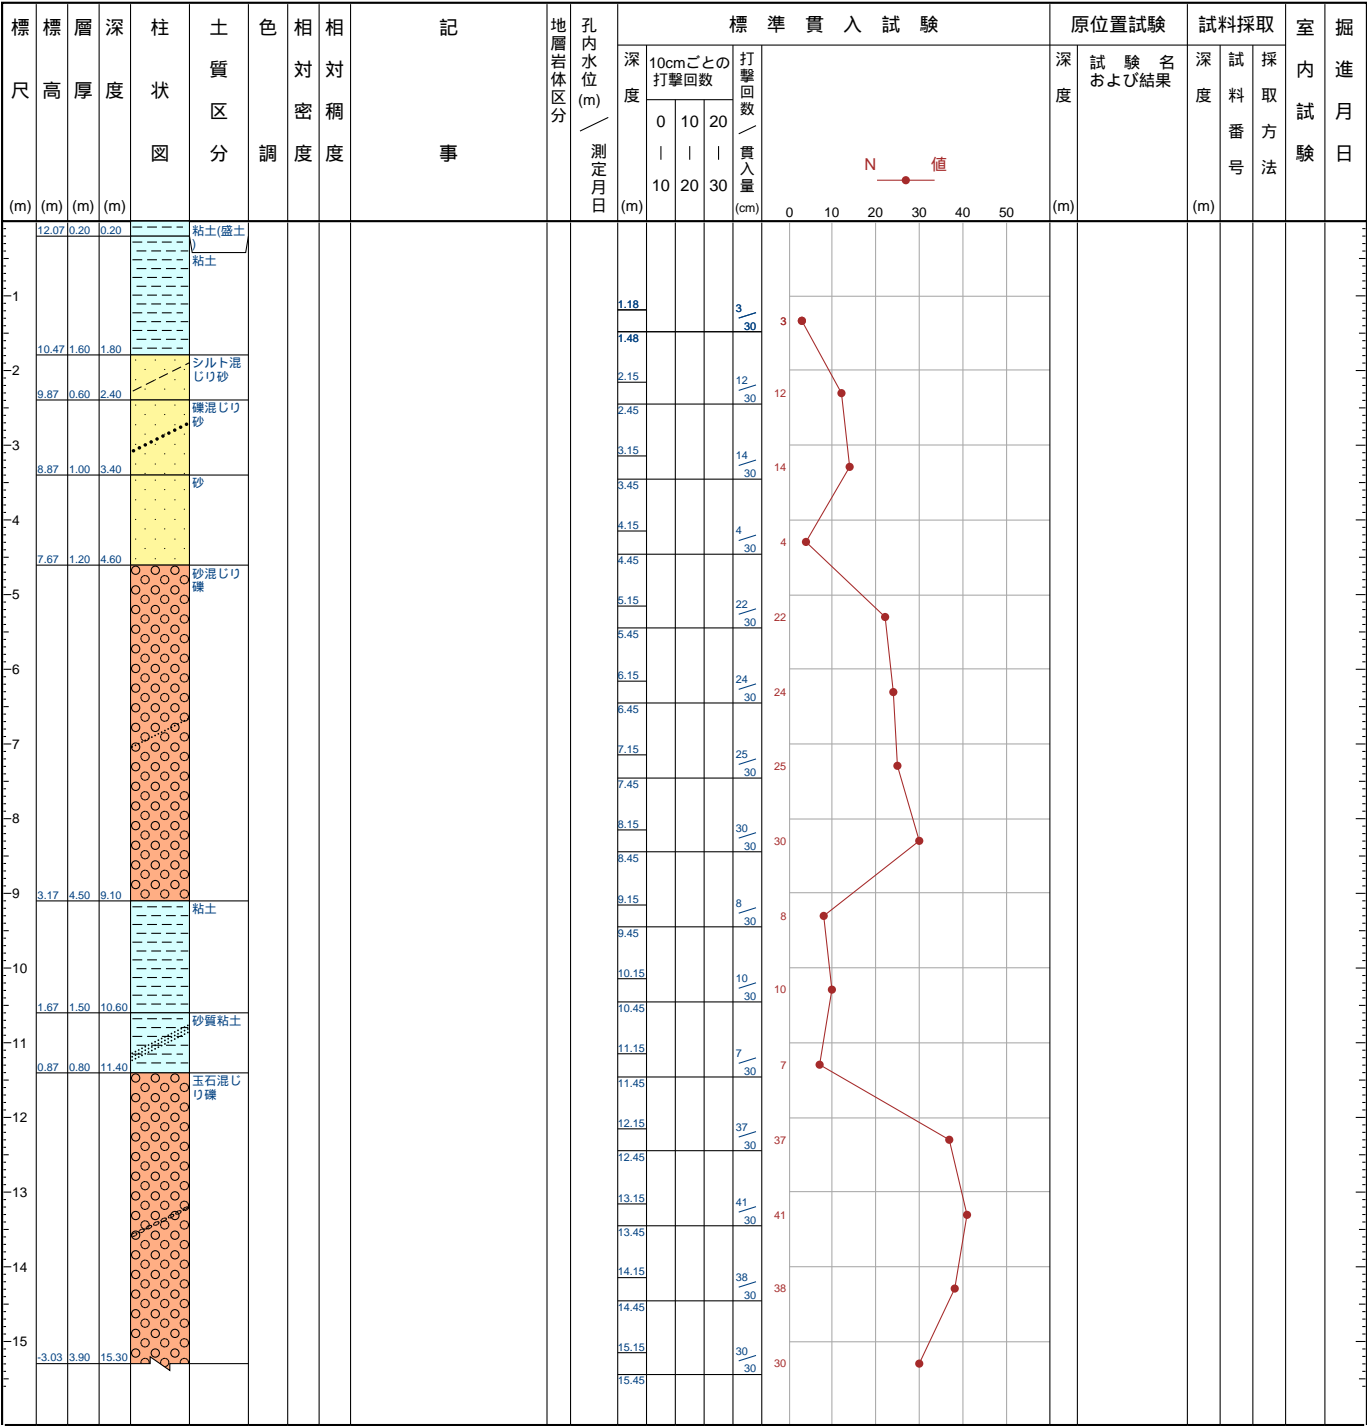 標尺(m)
標高(m)
層厚(m)
深度(m)
柱状図
土質区分
色調
相対密度
相対稠度
記事
地層岩体区分
孔内水位(m)／測定月日
標準貫入試験
深度(m)
10cmごとの
打撃回数
0 | 10
10 | 20
20 | 30
打撃回数／貫入量(cm)
N 値
0 10 20 30 40 50
原位置試験
深度(m)
試験名
および結果
試料採取
深度(m)
試料番号
採取方法
室内試験
掘進月日
12.07 0.20 0.20 粘土(盛土
)
粘土
1
1.18 3/30 3
1.48
10.47 1.60 1.80
シルト混
じり砂
2
2.15 12/30 12
9.87 0.60 2.40
2.45
礫混じり
砂
3
3.15 14/30 14
8.87 1.00 3.40
3.45
砂
4
4.15 4/30 4
4.45
7.67 1.20 4.60
砂混じり
礫
5
5.15 22/30 22
5.45
6
6.15 24/30 24
6.45
7
7.15 25/30 25
7.45
8
8.15 30/30 30
8.45
9
3.17 4.50 9.10
9.15 8/30 8
粘土
9.45
10
10.15 10/30 10
1.67 1.50 10.60
10.45
砂質粘土
11
11.15 7/30 7
0.87 0.80 11.40
11.45
玉石混じ
り礫
12
12.15 37/30 37
12.45
13
13.15 41/30 41
13.45
14
14.15 38/30 38
14.45
15
15.15 30/30 30
-3.03 3.90 15.30
15.45